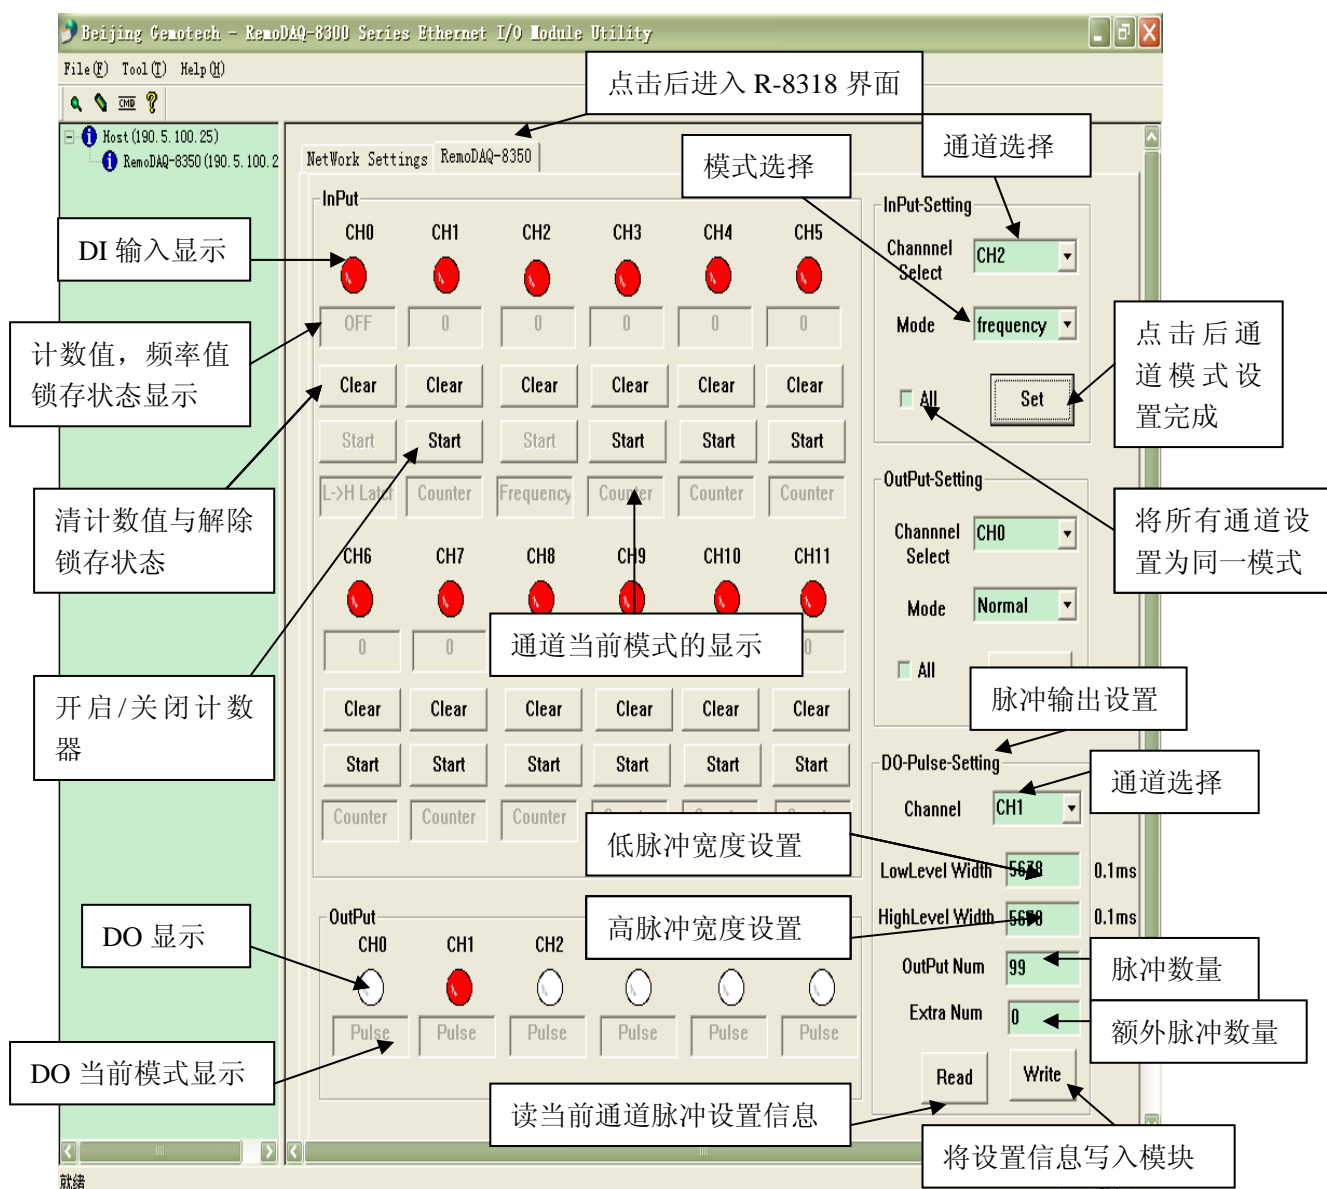 Beijing Gemotech - RemoDAQ-8300 Series Ethernet I/O Module Utility
File(F) Tool(T) Help(H)
点击后进入 R-8318 界面
CMD
Host(190.5.100.25)
RemoDAQ-8350(190.5.100.2
NetWork Settings
RemoDAQ-8350
模式选择
通道选择
InPut
CH0 CH1 CH2 CH3 CH4 CH5
DI 输入显示
OFF 0 0 0 0 0
计数值，频率值
锁存状态显示
Clear Clear Clear Clear Clear Clear
Start Start Start Start Start Start
L->H Latch Counter Frequency Counter Counter Counter
清计数值与解除
锁存状态
CH6 CH7 CH8 CH9 CH10 CH11
0 0 0
通道当前模式的显示
开启/关闭计数
器
Clear Clear Clear Clear Clear Clear
Start Start Start Start Start Start
Counter Counter Counter
InPut-Setting
Channnel
Select
CH2
Mode
frequency
All
Set
点击后通
道模式设
置完成
OutPut-Setting
Channnel
Select
CH0
将所有通道设
置为同一模式
Mode
Normal
All
脉冲输出设置
DO-Pulse-Setting
Channel
CH1
通道选择
低脉冲宽度设置
LowLevel Width 5678 0.1ms
高脉冲宽度设置
HighLevel Width 5678 0.1ms
OutPut Num 99
脉冲数量
Extra Num 0
额外脉冲数量
Read
Write
OutPut
CH0 CH1 CH2
DO 显示
Pulse Pulse Pulse Pulse Pulse Pulse
DO 当前模式显示
读当前通道脉冲设置信息
将设置信息写入模块
就绪